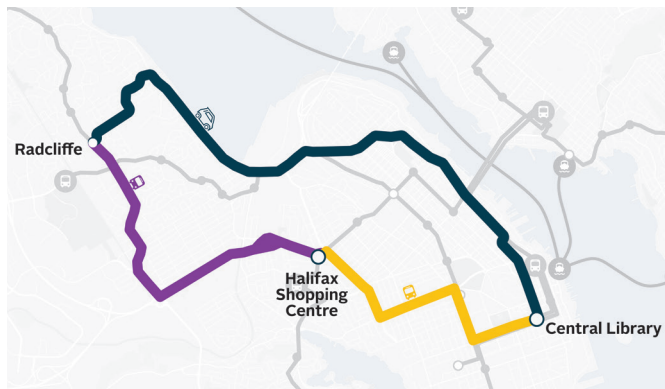 Radcliffe
Halifax
Shopping
Centre
Central Library